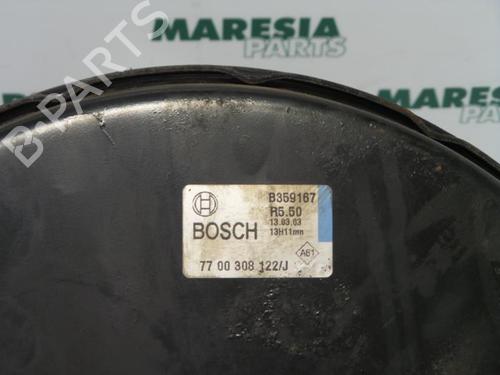 MARESIA
PARTS
MARESIA
PARTS
B PARTS
BOSCH
B359167
R5.50
13.03.03
13H11mn
A61
77 00 308 122/J